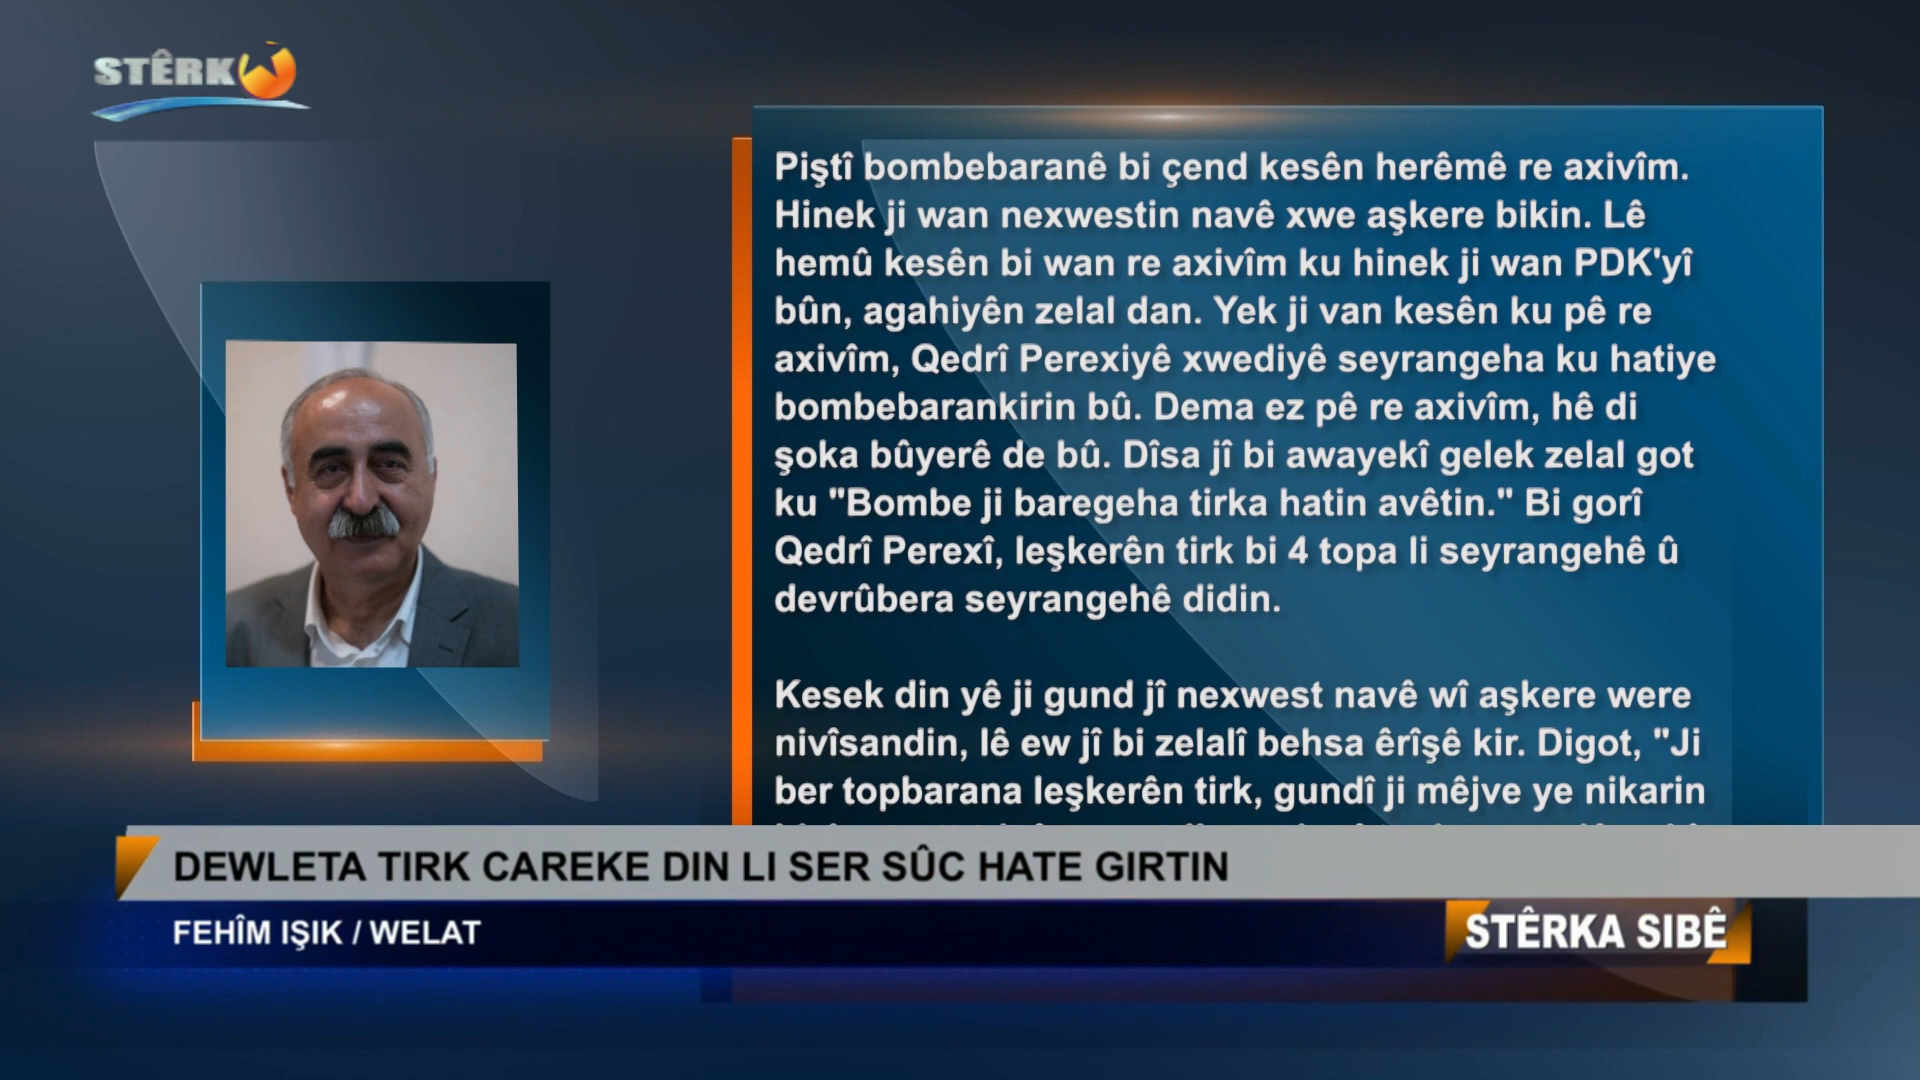 STÊRK
Piştî bombebaranê bi çend kesên herêmê re axivîm.
Hinek ji wan nexwestin navê xwe aşkere bikin. Lê
hemû kesên bi wan re axivîm ku hinek ji wan PDK'yî
bûn, agahiyên zelal dan. Yek ji van kesên ku pê re
axivîm, Qedrî Perexiyê xwediyê seyrangeha ku hatiye
bombebarankirin bû. Dema ez pê re axivîm, hê di
şoka bûyerê de bû. Dîsa jî bi awayekî gelek zelal got
ku "Bombe ji baregeha tirka hatin avêtin." Bi gorî
Qedrî Perexî, leşkerên tirk bi 4 topa li seyrangehê û
devrûbera seyrangehê didin.
Kesek din yê ji gund jî nexwest navê wî aşkere were
nivîsandin, lê ew jî bi zelalî behsa êrîşê kir. Digot, "Ji
ber topbarana leşkerên tirk, gundî ji mêjve ye nikarin
DEWLETA TIRK CAREKE DIN LI SER SÛC HATE GIRTIN
FEHÎM IŞIK / WELAT
STÊRKA SIBÊ